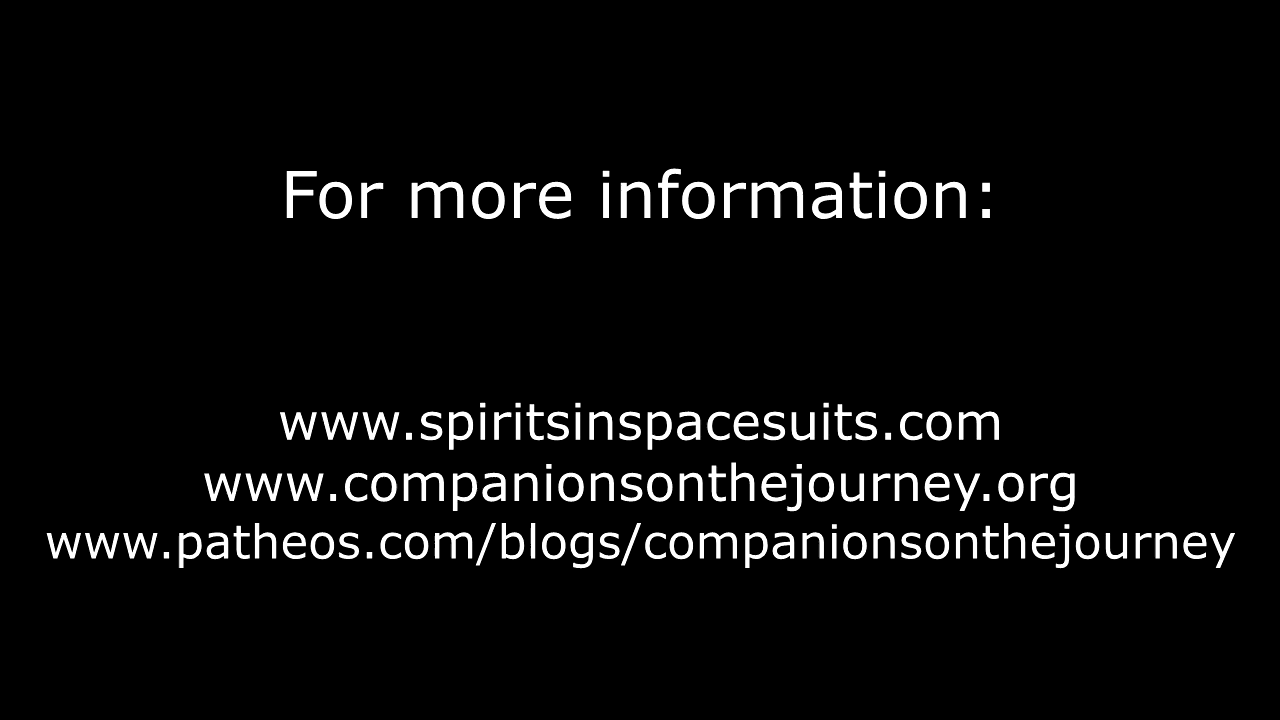 For more information:
www.spiritsinspacesuits.com
www.companionsonthejourney.org
www.patheos.com/blogs/companionsonthejourney